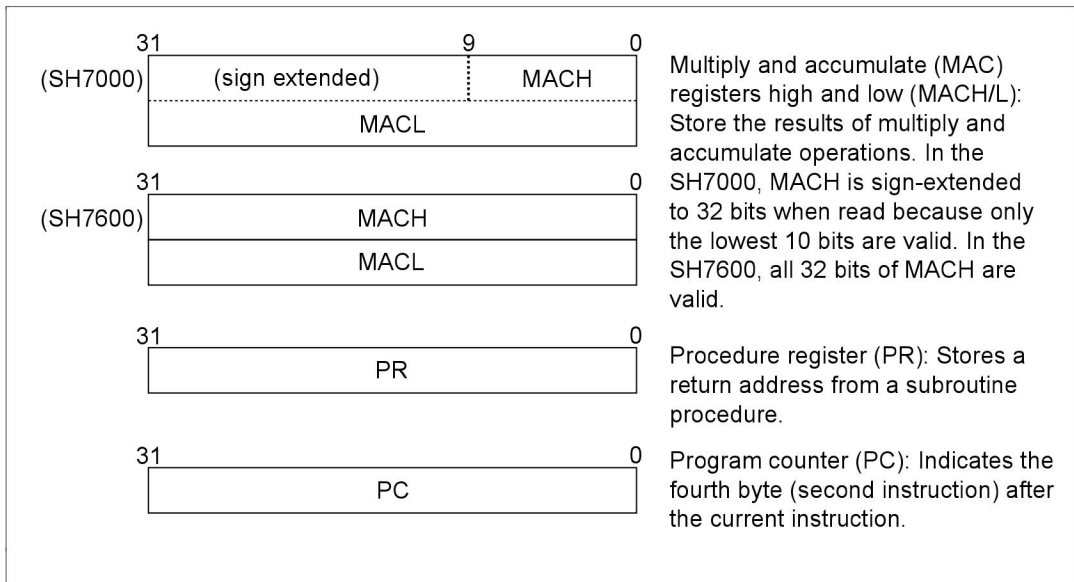 31 9 0
(SH7000) (sign extended) MACH
MACL
Multiply and accumulate (MAC)
registers high and low (MACH/L):
Store the results of multiply and
accumulate operations. In the
SH7000, MACH is sign-extended
to 32 bits when read because only
the lowest 10 bits are valid. In the
SH7600, all 32 bits of MACH are
valid.
31 0
(SH7600) MACH
MACL
31 0
PR
Procedure register (PR): Stores a
return address from a subroutine
procedure.
31 0
PC
Program counter (PC): Indicates the
fourth byte (second instruction) after
the current instruction.